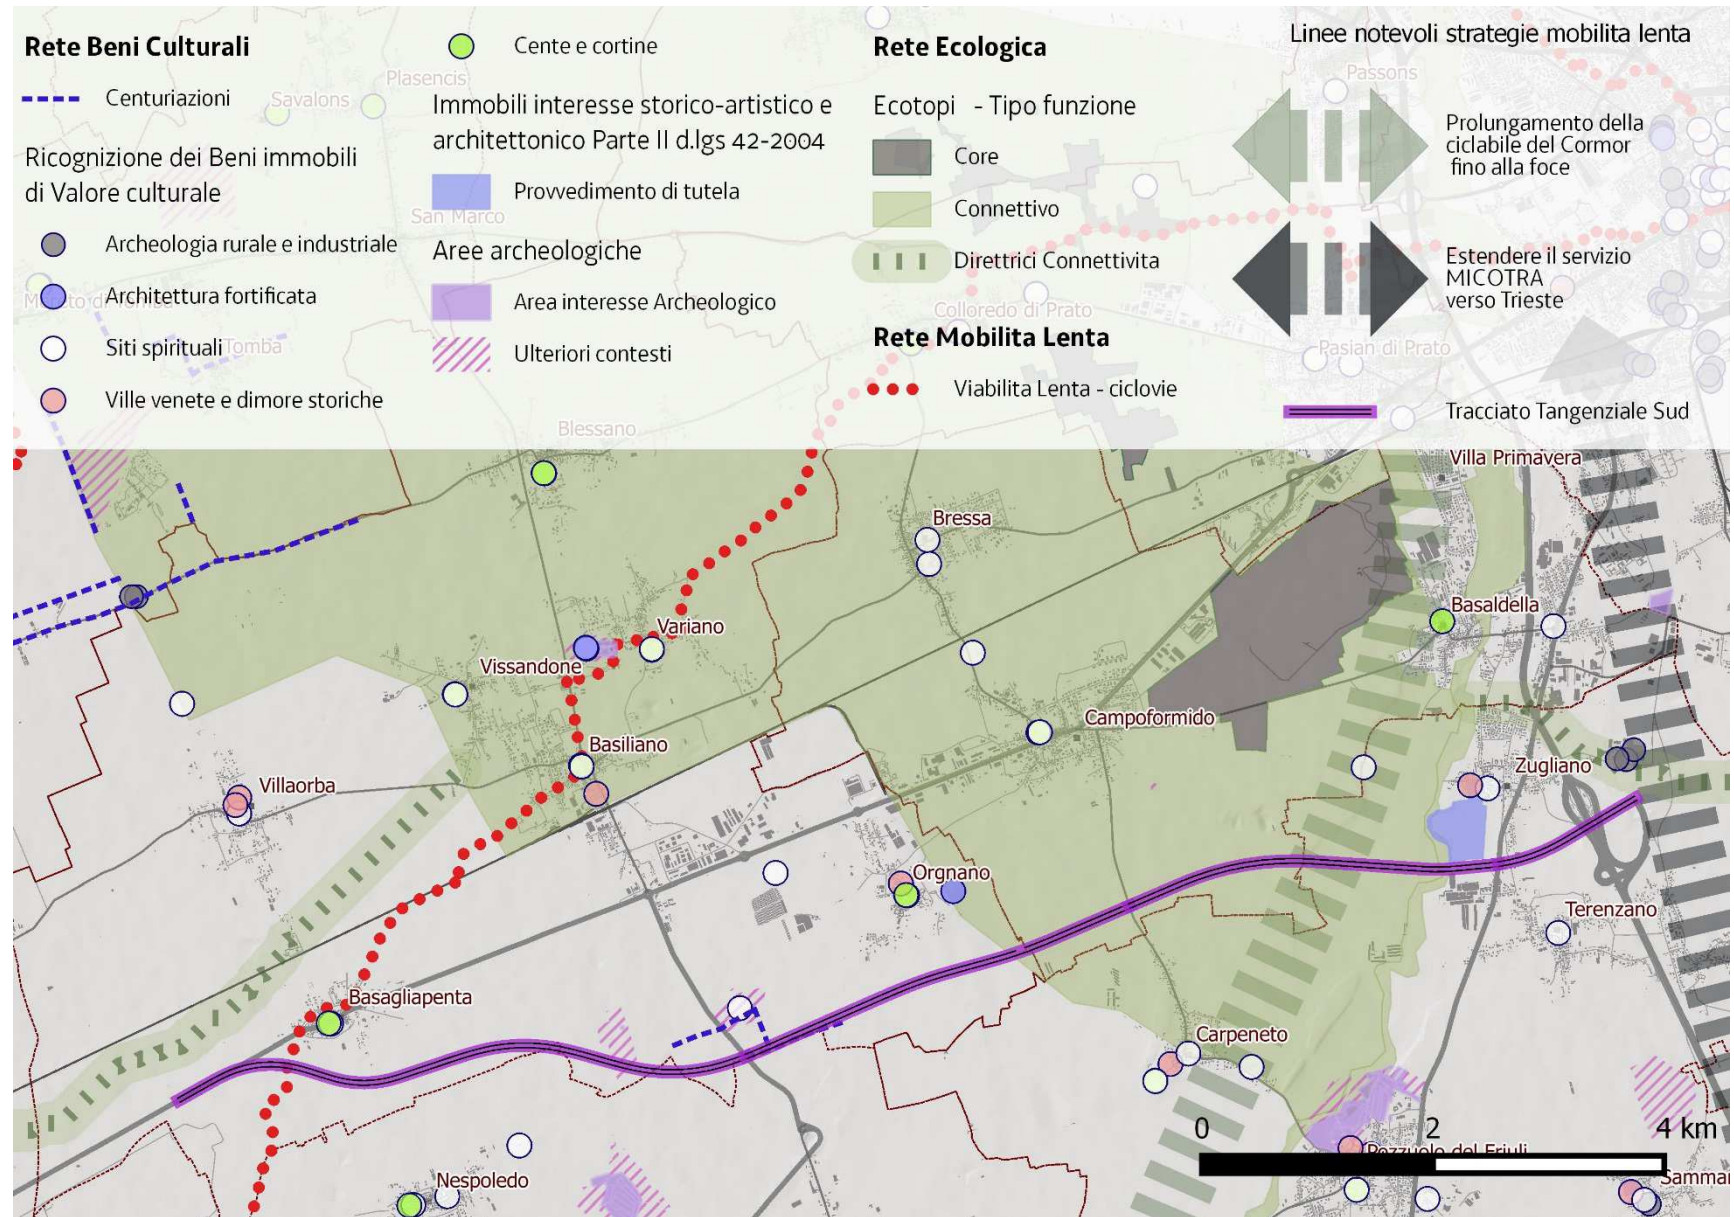 Rete Beni Culturali
Centuriazioni
Ricognizione dei Beni immobili
di Valore culturale
Archeologia rurale e industriale
Architettura fortificata
Siti spirituali
Ville venete e dimore storiche
Cente e cortine
Immobili interesse storico-artistico e
architettonico Parte II d.lgs 42-2004
Provvedimento di tutela
Aree archeologiche
Area interesse Archeologico
Ulteriori contesti
Rete Ecologica
Ecotopi - Tipo funzione
Core
Connettivo
Direttrici Connettivita
Rete Mobilita Lenta
Viabilita Lenta - ciclovie
Linee notevoli strategie mobilita lenta
Prolungamento della
ciclabile del Cormor
fino alla foce
Estendere il servizio
MICOTRA
verso Trieste
Tracciato Tangenziale Sud
Plasencis
Savalons
Passons
San Marco
Tomba
Colloredo di Prato
Pasian di Prato
Blessano
Villa Primavera
Bressa
Basaldella
Variano
Vissandone
Campoformido
Basiliano
Zugliano
Villaorba
Orgnano
Terenzano
Basagliapenta
Carpeneto
0 2 4 km
Pozzuolo del Friuli
Nespoledo
Sammar